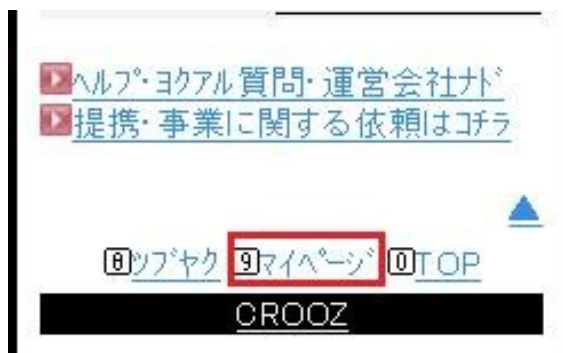 ﾍﾙﾌﾟ･ﾖｸｱﾙ質問･運営会社ﾅﾄﾞ
提携･事業に関する依頼はｺﾁﾗ
▲
8ﾂﾌﾞﾔｸ 9ﾏｲﾍﾟｰｼﾞ 0TOP
CROOZ